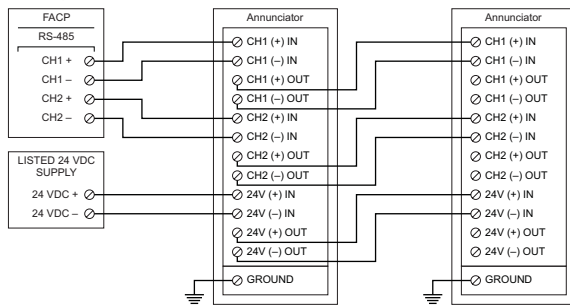 FACP
RS-485
CH1 +
CH1 –
CH2 +
CH2 –
LISTED 24 VDC
SUPPLY
24 VDC +
24 VDC –
Annunciator
CH1 (+) IN
CH1 (–) IN
CH1 (+) OUT
CH1 (–) OUT
CH2 (+) IN
CH2 (–) IN
CH2 (+) OUT
CH2 (–) OUT
24V (+) IN
24V (–) IN
24V (+) OUT
24V (–) OUT
GROUND
Annunciator
CH1 (+) IN
CH1 (–) IN
CH1 (+) OUT
CH1 (–) OUT
CH2 (+) IN
CH2 (–) IN
CH2 (+) OUT
CH2 (–) OUT
24V (+) IN
24V (–) IN
24V (+) OUT
24V (–) OUT
GROUND